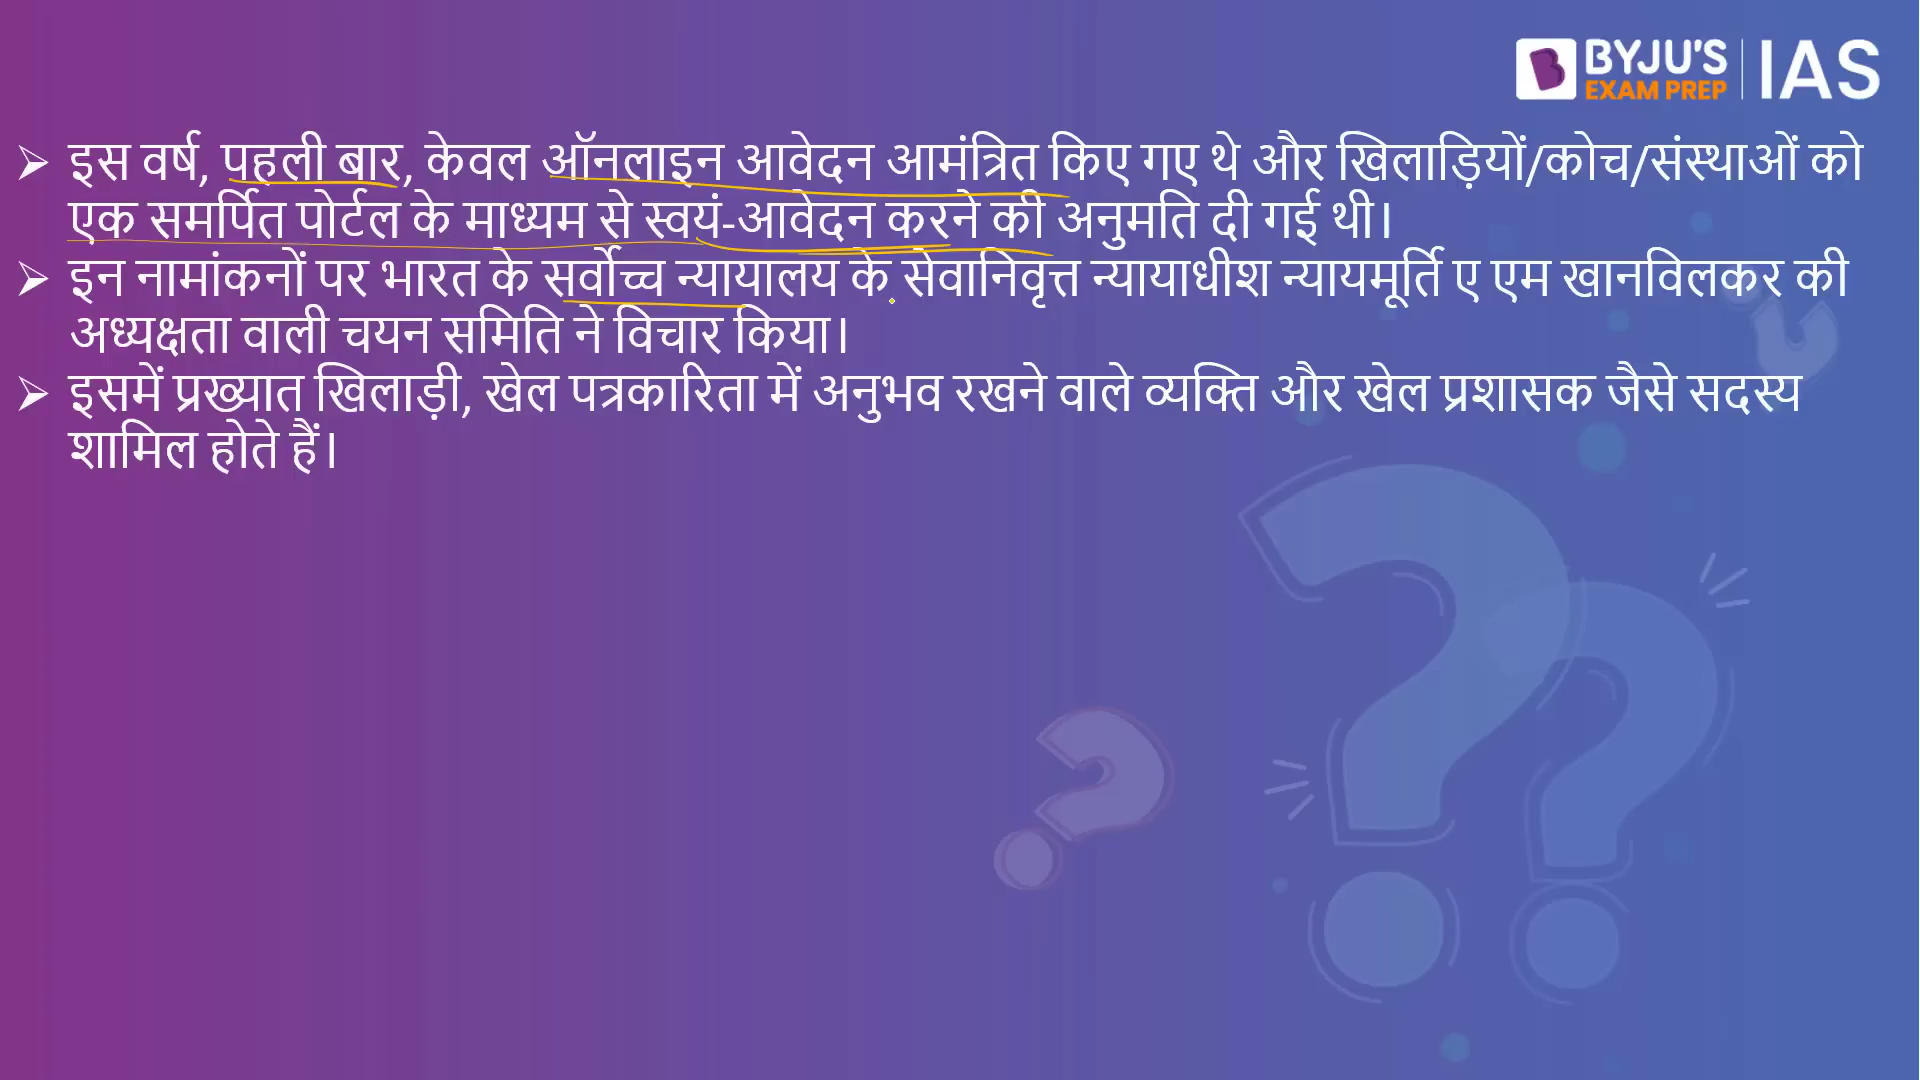 BYJU'S
EXAM PREP
IAS
➢ इस वर्ष, पहली बार, केवल ऑनलाइन आवेदन आमंत्रित किए गए थे और खिलाड़ियों/कोच/संस्थाओं को
एक समर्पित पोर्टल के माध्यम से स्वयं-आवेदन करने की अनुमति दी गई थी।
➢ इन नामांकनों पर भारत के सर्वोच्च न्यायालय के सेवानिवृत्त न्यायाधीश न्यायमूर्ति ए एम खानविलकर की
अध्यक्षता वाली चयन समिति ने विचार किया।
➢ इसमें प्रख्यात खिलाड़ी, खेल पत्रकारिता में अनुभव रखने वाले व्यक्ति और खेल प्रशासक जैसे सदस्य
शामिल होते हैं।